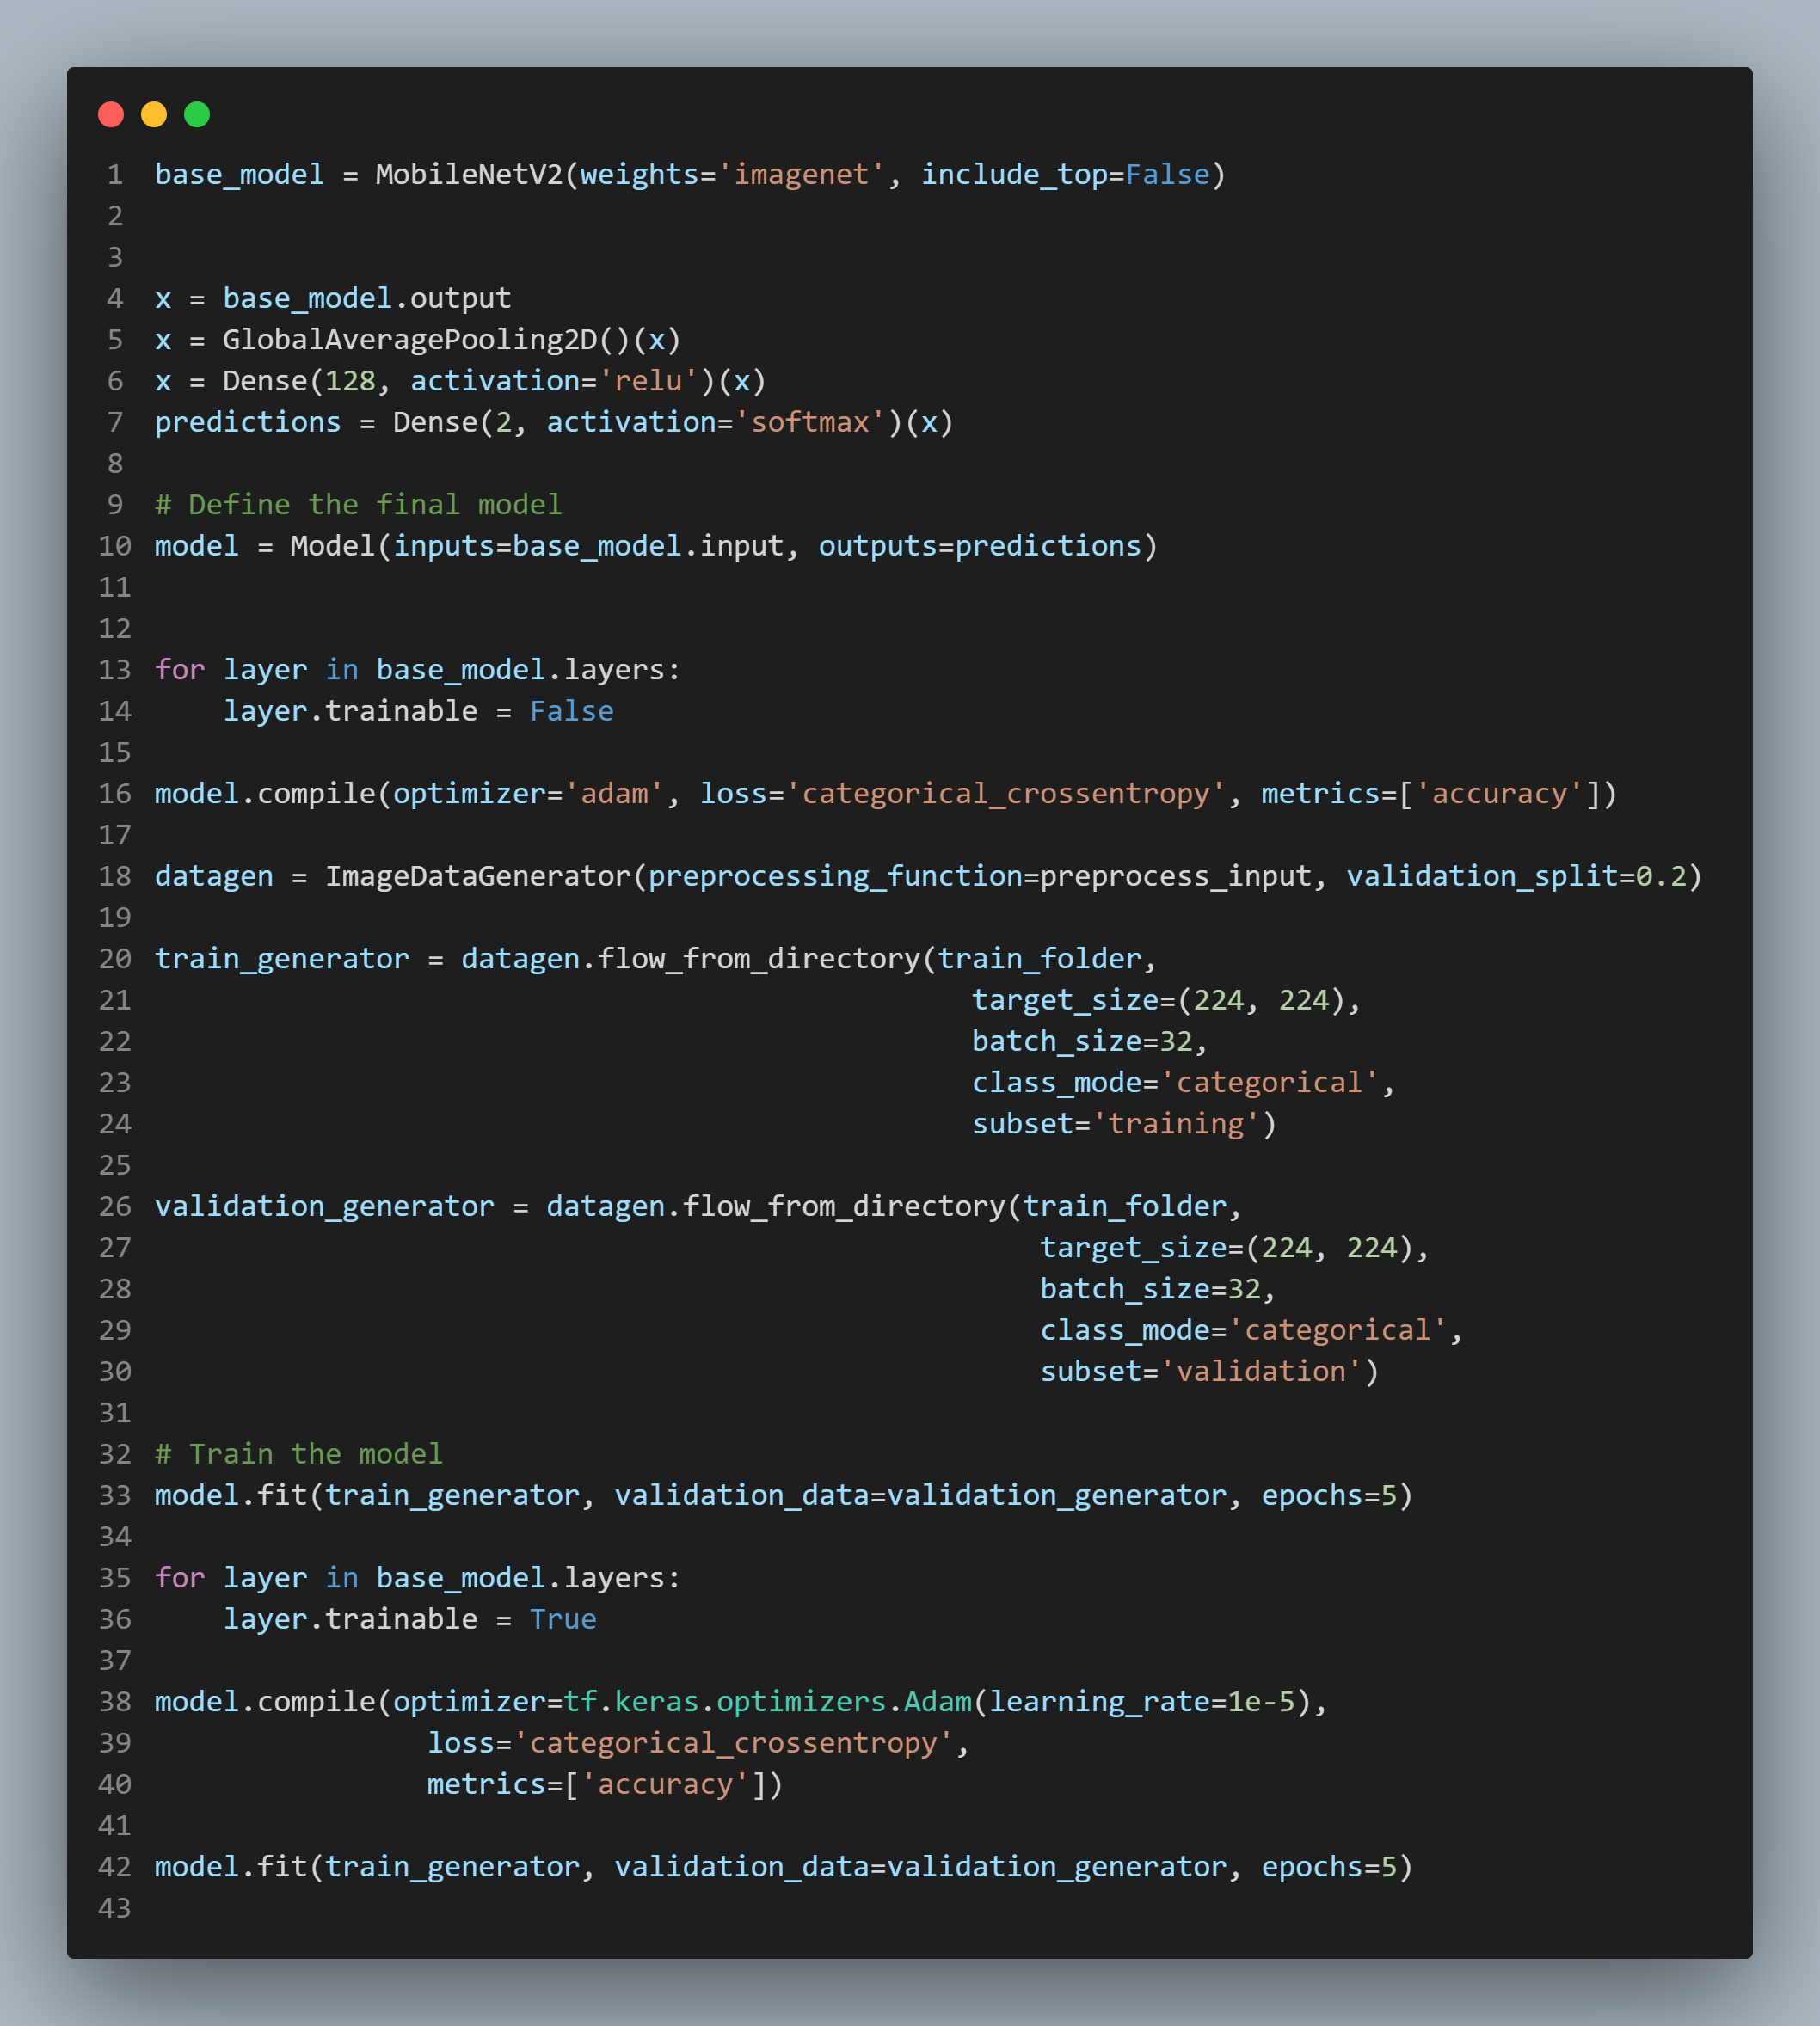 1 base_model = MobileNetV2(weights='imagenet', include_top=False)
2
3
4 x = base_model.output
5 x = GlobalAveragePooling2D()(x)
6 x = Dense(128, activation='relu')(x)
7 predictions = Dense(2, activation='softmax')(x)
8
9 # Define the final model
10 model = Model(inputs=base_model.input, outputs=predictions)
11
12
13 for layer in base_model.layers:
14     layer.trainable = False
15
16 model.compile(optimizer='adam', loss='categorical_crossentropy', metrics=['accuracy'])
17
18 datagen = ImageDataGenerator(preprocessing_function=preprocess_input, validation_split=0.2)
19
20 train_generator = datagen.flow_from_directory(train_folder,
21                                                 target_size=(224, 224),
22                                                 batch_size=32,
23                                                 class_mode='categorical',
24                                                 subset='training')
25
26 validation_generator = datagen.flow_from_directory(train_folder,
27                                                     target_size=(224, 224),
28                                                     batch_size=32,
29                                                     class_mode='categorical',
30                                                     subset='validation')
31
32 # Train the model
33 model.fit(train_generator, validation_data=validation_generator, epochs=5)
34
35 for layer in base_model.layers:
36     layer.trainable = True
37
38 model.compile(optimizer=tf.keras.optimizers.Adam(learning_rate=1e-5),
39                 loss='categorical_crossentropy',
40                 metrics=['accuracy'])
41
42 model.fit(train_generator, validation_data=validation_generator, epochs=5)
43